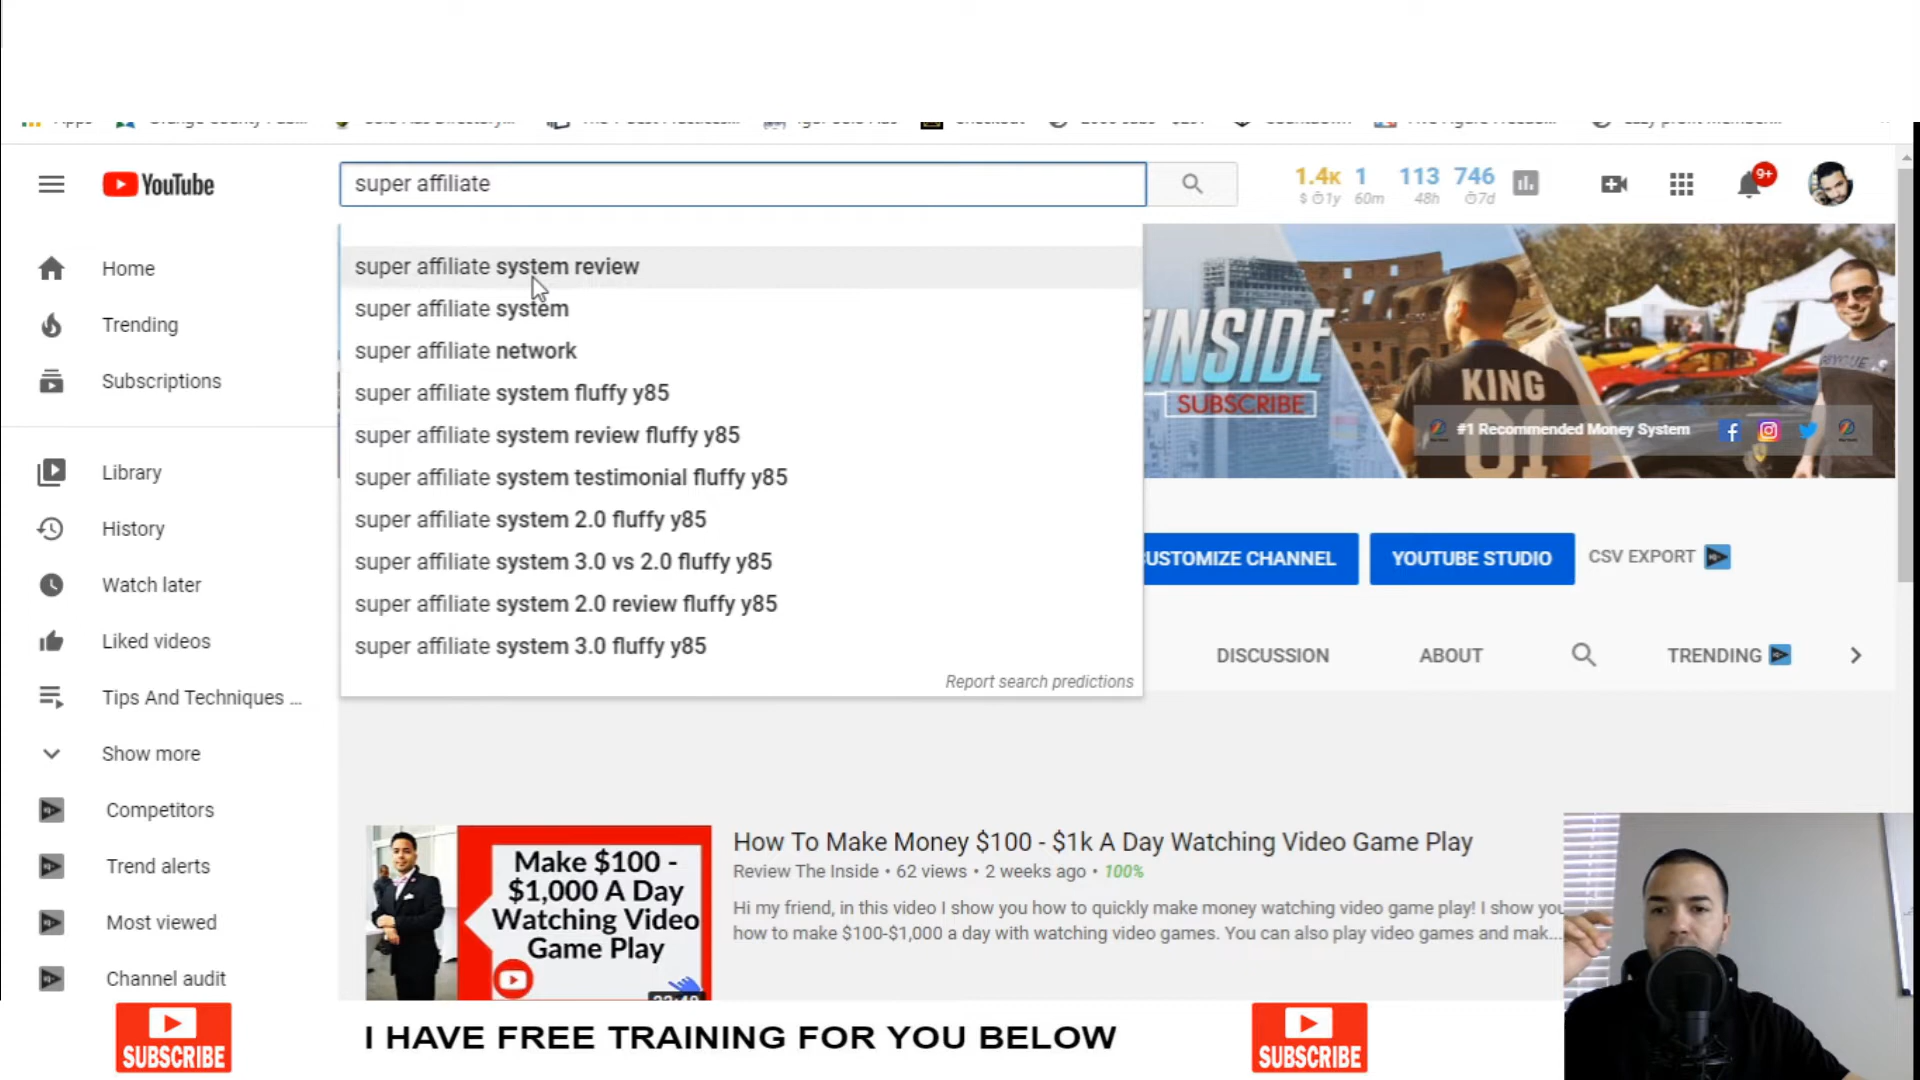 YouTube
super affiliate
1.4K 1 113 746
$ 1y 60m 48h 7d
9+
Home
Trending
Subscriptions
Library
History
Watch later
Liked videos
Tips And Techniques ...
Show more
Competitors
Trend alerts
Most viewed
Channel audit
super affiliate system review
super affiliate system
super affiliate network
super affiliate system fluffy y85
super affiliate system review fluffy y85
super affiliate system testimonial fluffy y85
super affiliate system 2.0 fluffy y85
super affiliate system 3.0 vs 2.0 fluffy y85
super affiliate system 2.0 review fluffy y85
super affiliate system 3.0 fluffy y85
Report search predictions
INSIDE
SUBSCRIBE
KING
01
#1 Recommended Money System
USTOMIZE CHANNEL
YOUTUBE STUDIO
CSV EXPORT
DISCUSSION
ABOUT
TRENDING
Make $100 -
$1,000 A Day
Watching Video
Game Play
How To Make Money $100 - $1k A Day Watching Video Game Play
Review The Inside • 62 views • 2 weeks ago • 100%
Hi my friend, in this video I show you how to quickly make money watching video game play! I show you
how to make $100-$1,000 a day with watching video games. You can also play video games and mak...
SUBSCRIBE
I HAVE FREE TRAINING FOR YOU BELOW
SUBSCRIBE